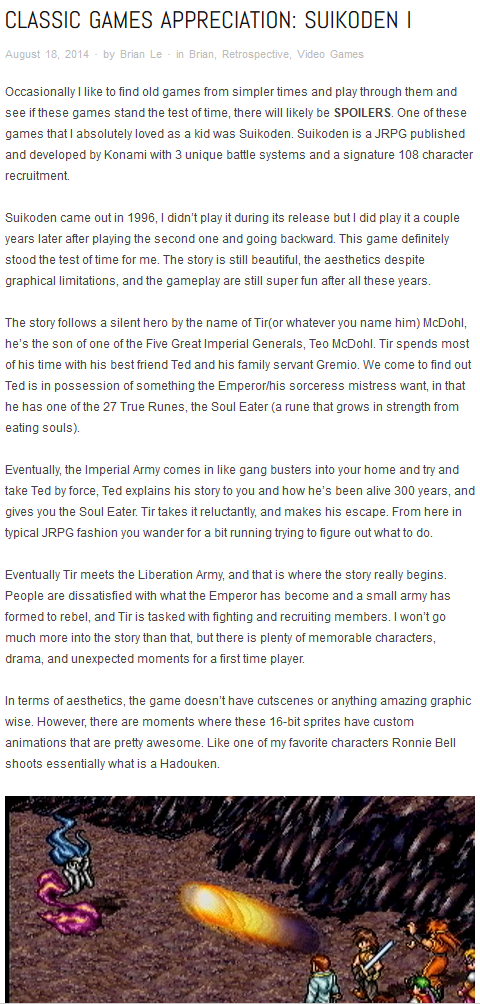 CLASSIC GAMES APPRECIATION: SUIKODEN I
August 18, 2014 · by Brian Le · in Brian, Retrospective, Video Games
Occasionally I like to find old games from simpler times and play through them and
see if these games stand the test of time, there will likely be SPOILERS. One of these
games that I absolutely loved as a kid was Suikoden. Suikoden is a JRPG published
and developed by Konami with 3 unique battle systems and a signature 108 character
recruitment.
Suikoden came out in 1996, I didn't play it during its release but I did play it a couple
years later after playing the second one and going backward. This game definitely
stood the test of time for me. The story is still beautiful, the aesthetics despite
graphical limitations, and the gameplay are still super fun after all these years.
The story follows a silent hero by the name of Tir(or whatever you name him) McDohl,
he's the son of one of the Five Great Imperial Generals, Teo McDohl. Tir spends most
of his time with his best friend Ted and his family servant Gremio. We come to find out
Ted is in possession of something the Emperor/his sorceress mistress want, in that
he has one of the 27 True Runes, the Soul Eater (a rune that grows in strength from
eating souls).
Eventually, the Imperial Army comes in like gang busters into your home and try and
take Ted by force, Ted explains his story to you and how he's been alive 300 years, and
gives you the Soul Eater. Tir takes it reluctantly, and makes his escape. From here in
typical JRPG fashion you wander for a bit running trying to figure out what to do.
Eventually Tir meets the Liberation Army, and that is where the story really begins.
People are dissatisfied with what the Emperor has become and a small army has
formed to rebel, and Tir is tasked with fighting and recruiting members. I won't go
much more into the story than that, but there is plenty of memorable characters,
drama, and unexpected moments for a first time player.
In terms of aesthetics, the game doesn't have cutscenes or anything amazing graphic
wise. However, there are moments where these 16-bit sprites have custom
animations that are pretty awesome. Like one of my favorite characters Ronnie Bell
shoots essentially what is a Hadouken.